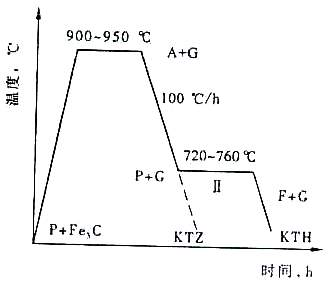 900~950 ℃
A+G
温度, ℃
100 ℃/h
720~760℃
P+G
Ⅱ
F+G
P+Fe₃C
KTZ
KTH
时间, h